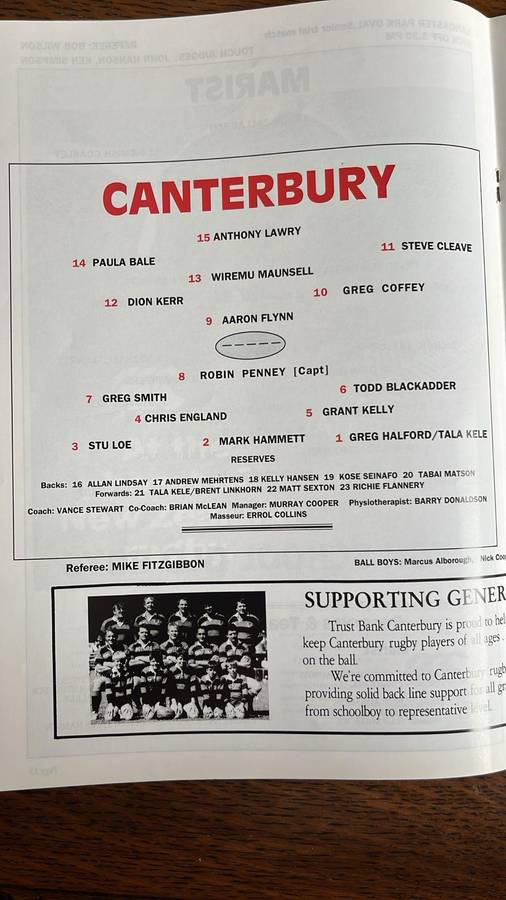 CANTERBURY
15 ANTHONY LAWRY
11 STEVE CLEAVE
14 PAULA BALE
13 WIREMU MAUNSELL
12 DION KERR
10 GREG COFFEY
9 AARON FLYNN
8 ROBIN PENNEY [Capt]
7 GREG SMITH
6 TODD BLACKADDER
4 CHRIS ENGLAND
5 GRANT KELLY
3 STU LOE
2 MARK HAMMETT
1 GREG HALFORD/TALA KELE
RESERVES
Backs: 16 ALLAN LINDSAY 17 ANDREW MEHRTENS 18 KELLY HANSEN 19 KOSE SEINAFO 20 TABAI MATSON
Forwards: 21 TALA KELE/BRENT LINKHORN 22 MATT SEXTON 23 RICHIE FLANNERY
Coach: VANCE STEWART Co-Coach: BRIAN McLEAN Manager: MURRAY COOPER Physiotherapist: BARRY DONALDSON
Masseur: ERROL COLLINS
Referee: MIKE FITZGIBBON
BALL BOYS: Marcus Alborough, Nick
SUPPORTING GENER
Trust Bank Canterbury is proud to hel
keep Canterbury rugby players of all ages
on the ball.
We're committed to Canterbury rugb
providing solid back line support for all gr
from schoolboy to representative level.